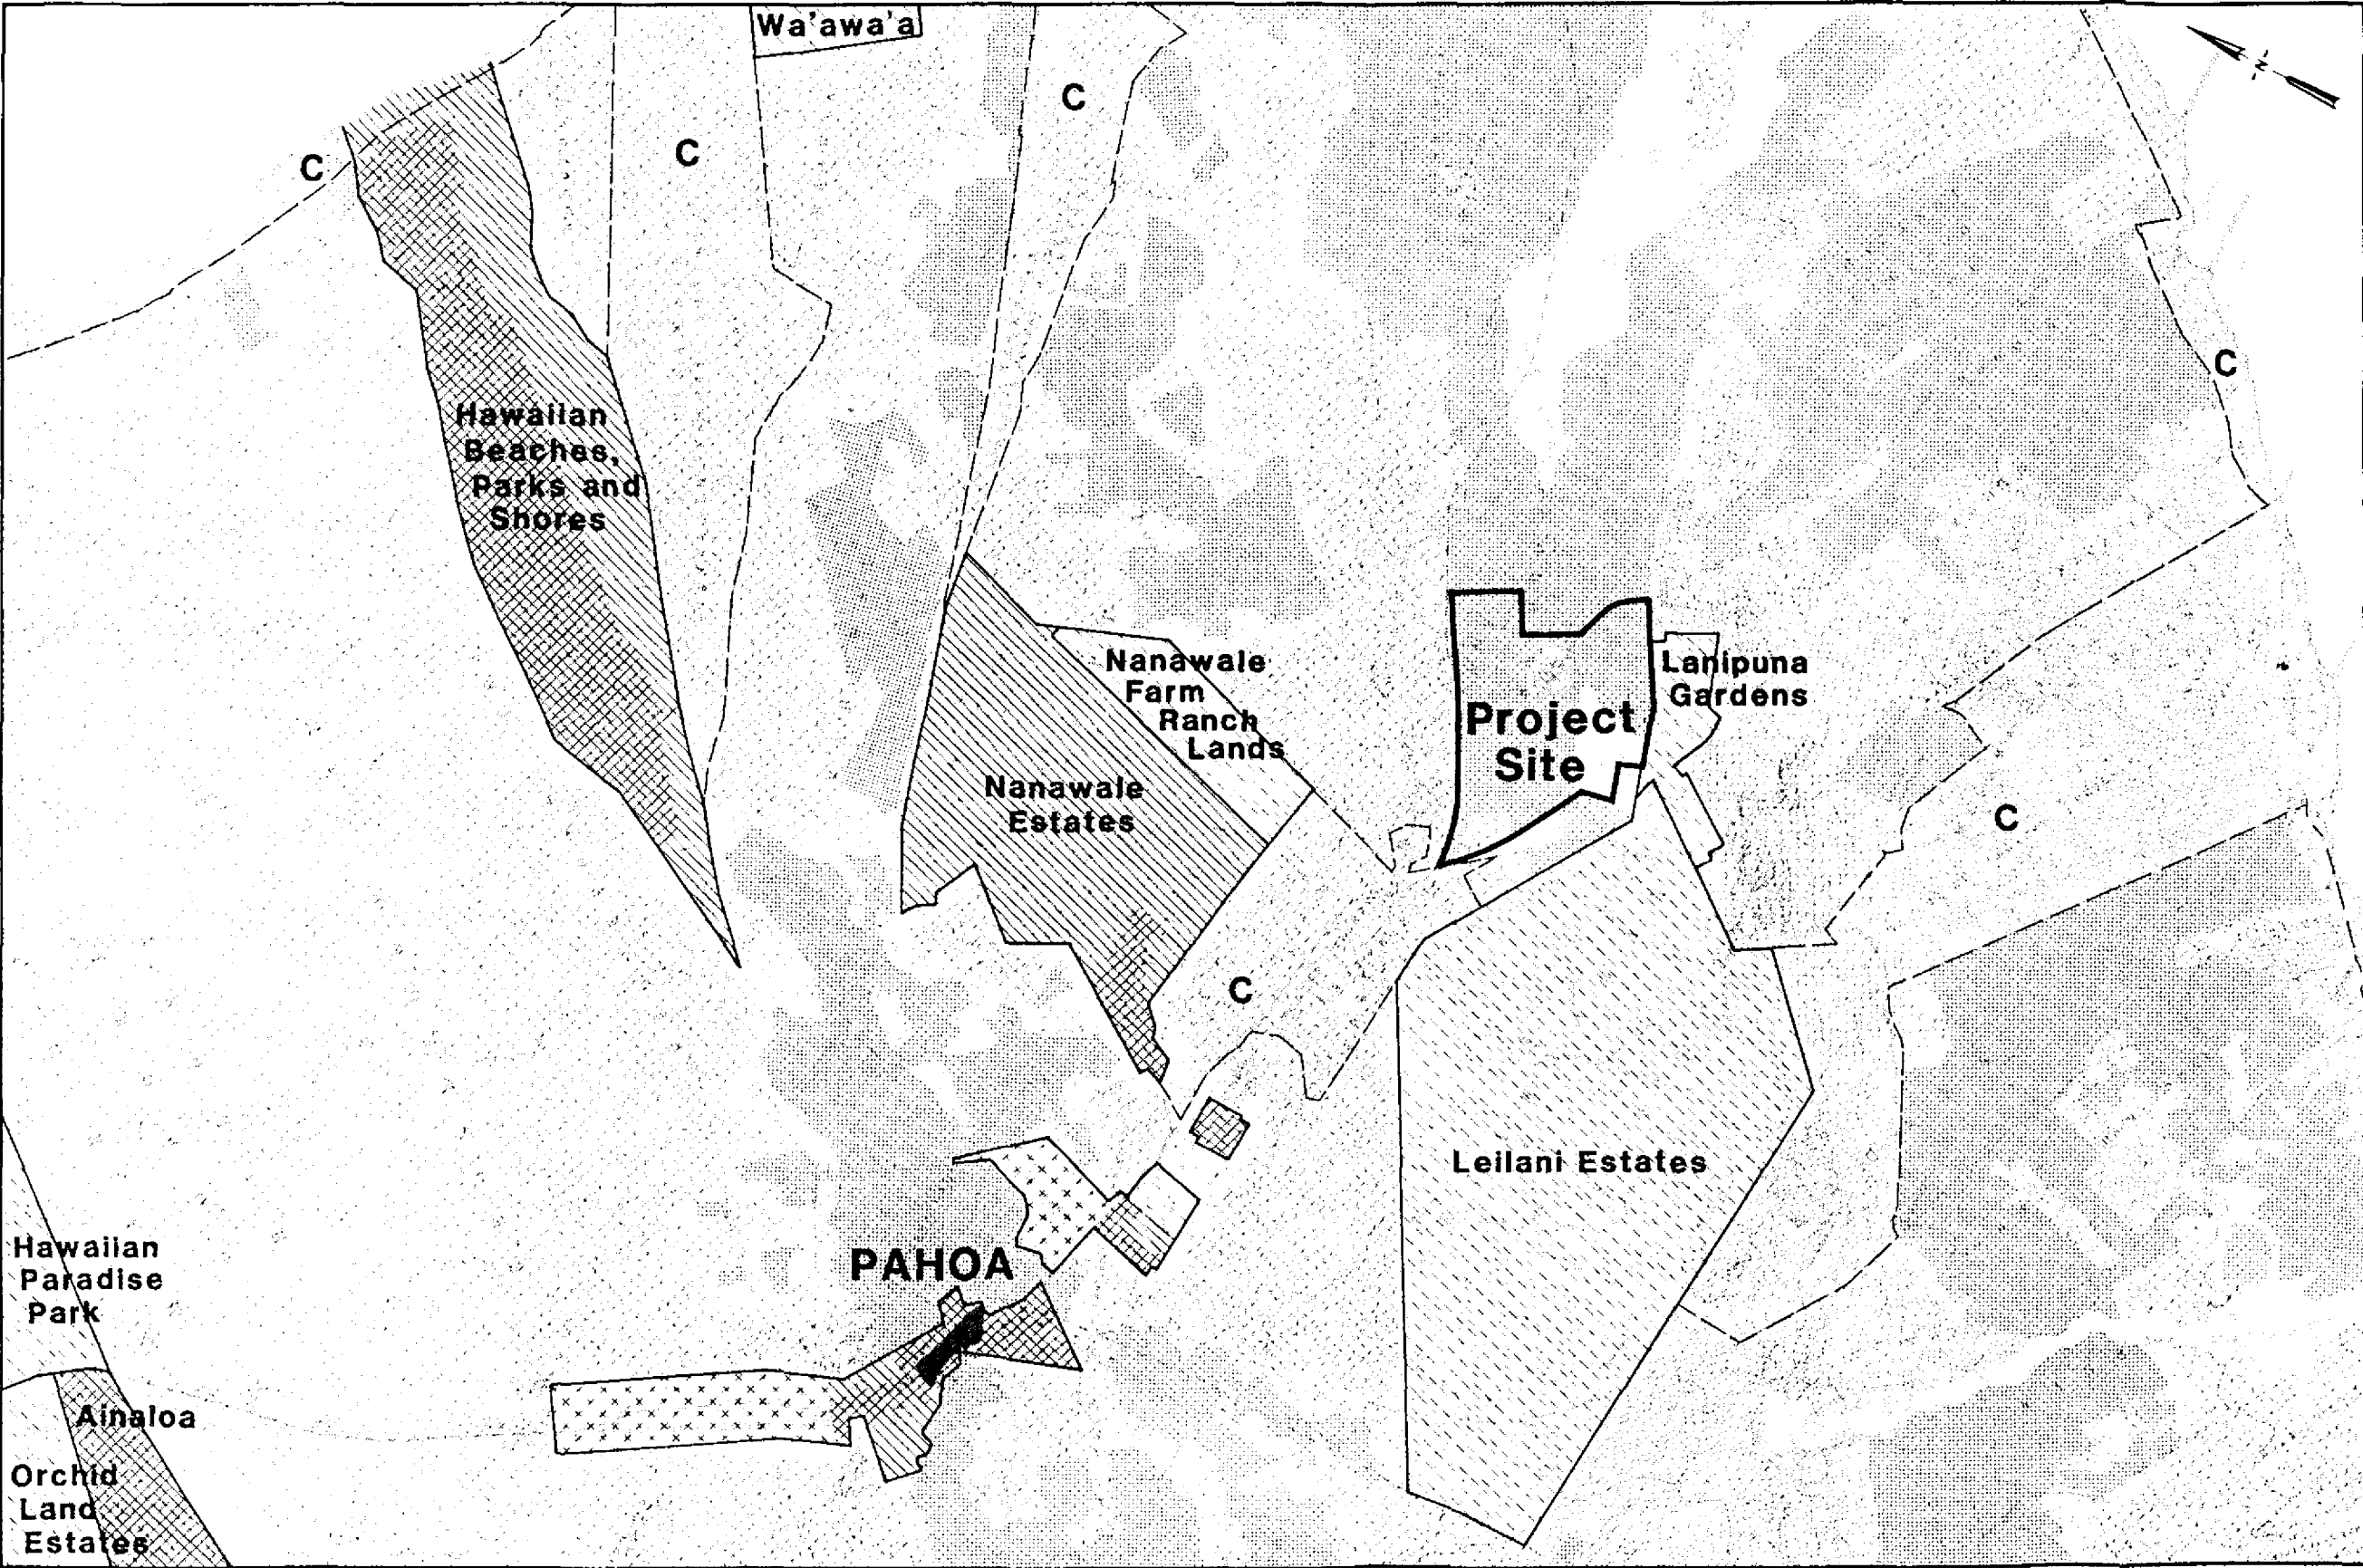 Wa'awa'a
N
C
C
C
C
Hawaiian
Beaches,
Parks and
Shores
Nanawale
Farm
Ranch
Lands
Lanipuna
Gardens
Project
Site
Nanawale
Estates
C
C
Leilani Estates
PAHOA
Hawaiian
Paradise
Park
Ainaloa
Orchid
Land
Estates